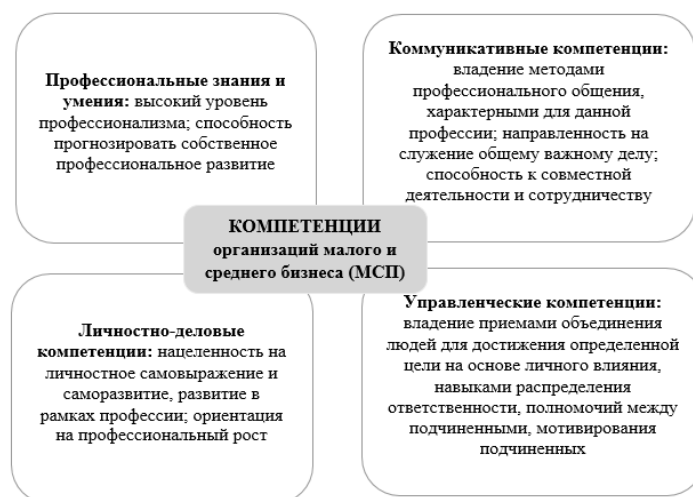 Профессиональные знания и
умения: высокий уровень
профессионализма; способность
прогнозировать собственное
профессиональное развитие
Коммуникативные компетенции:
владение методами
профессионального общения,
характерными для данной
профессии; направленность на
служение общему важному делу;
способность к совместной
деятельности и сотрудничеству
КОМПЕТЕНЦИИ
организаций малого и
среднего бизнеса (МСП)
Личностно-деловые
компетенции: нацеленность на
личностное самовыражение и
саморазвитие, развитие в
рамках профессии; ориентация
на профессиональный рост
Управленческие компетенции:
владение приемами объединения
людей для достижения определенной
цели на основе личного влияния,
навыками распределения
ответственности, полномочий между
подчиненными, мотивирования
подчиненных